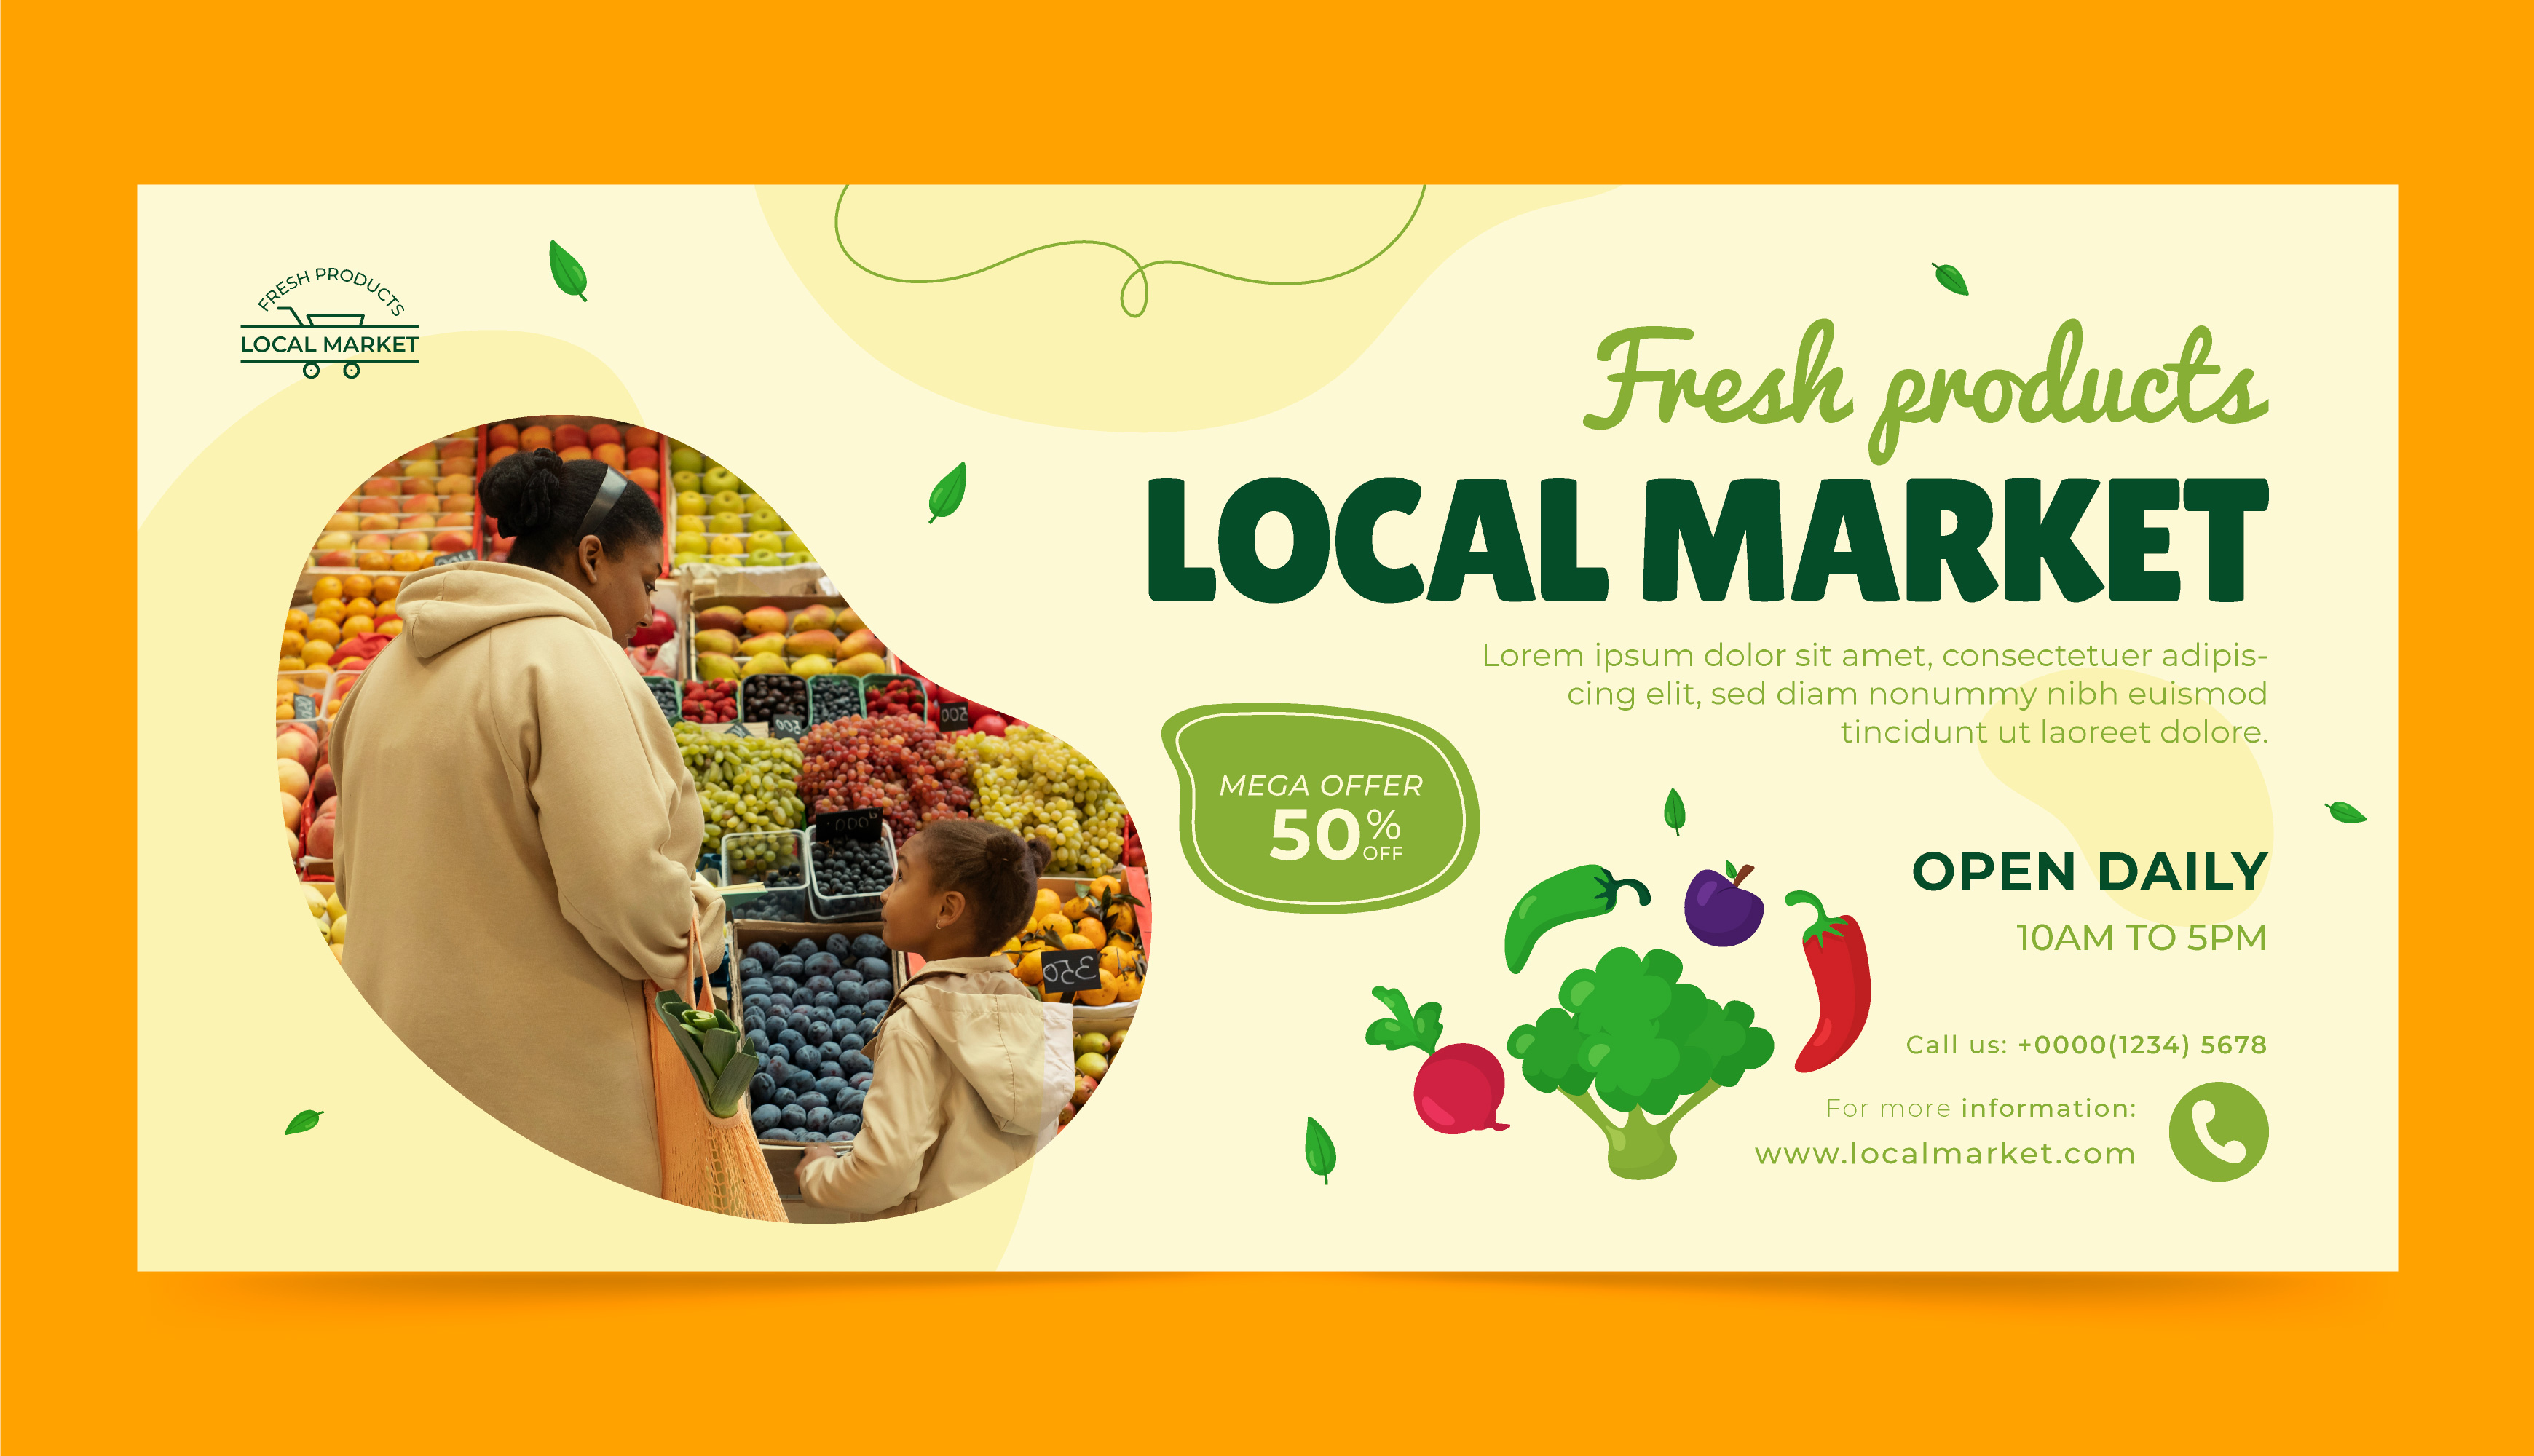 FRESH PRODUCTS
LOCAL MARKET
Fresh products
LOCAL MARKET
Lorem ipsum dolor sit amet, consectetuer adipis-
cing elit, sed diam nonummy nibh euismod
tincidunt ut laoreet dolore.
MEGA OFFER
50%
OFF
OPEN DAILY
10AM TO 5PM
Call us: +0000(1234) 5678
For more information:
www.localmarket.com
350